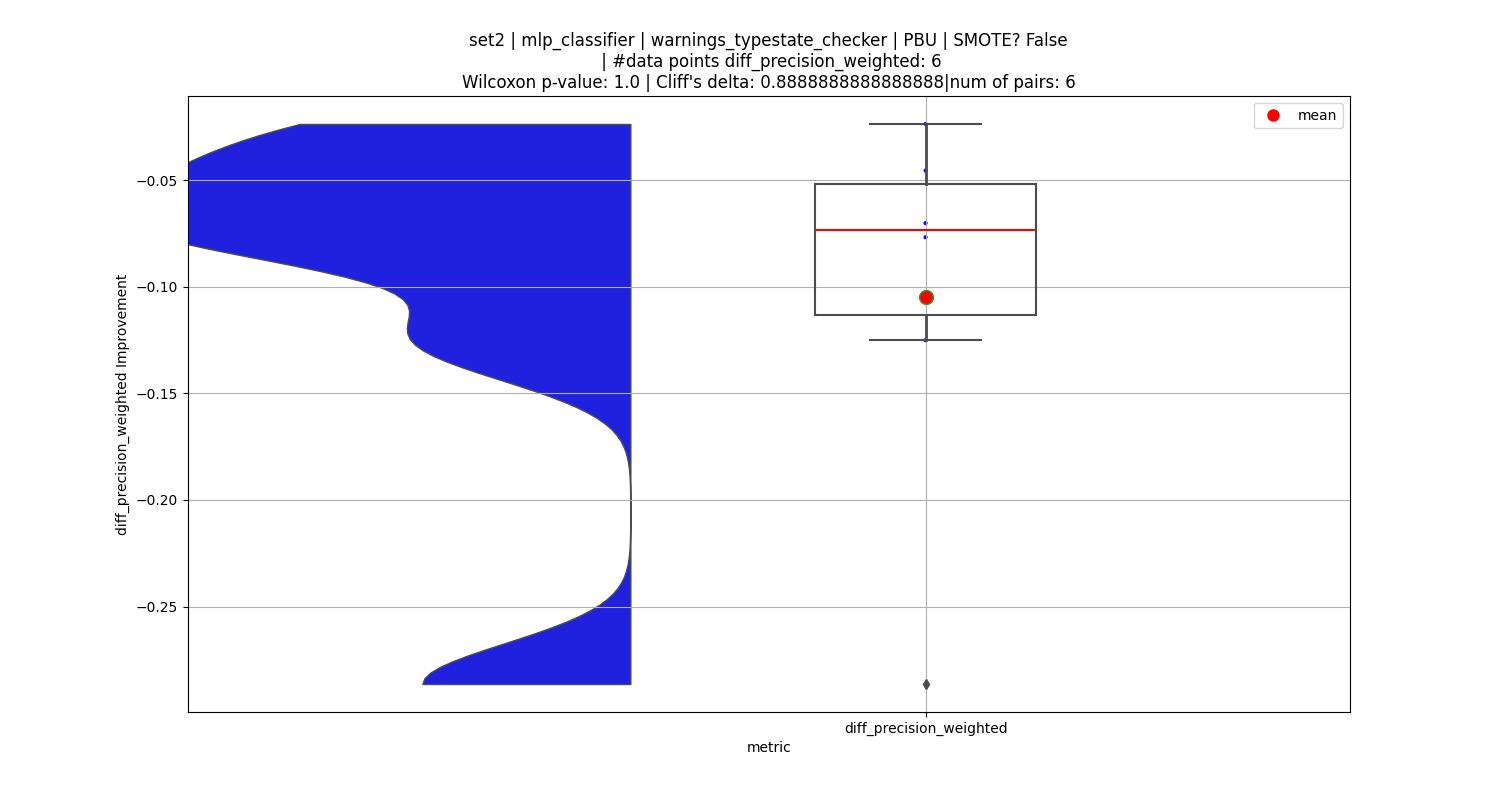 set2 | mlp_classifier | warnings_typestate_checker | PBU | SMOTE? False
| #data points diff_precision_weighted: 6
Wilcoxon p-value: 1.0 | Cliff's delta: 0.8888888888888888|num of pairs: 6
mean
−0.05
−0.10
−0.15
−0.20
−0.25
diff_precision_weighted Improvement
diff_precision_weighted
metric